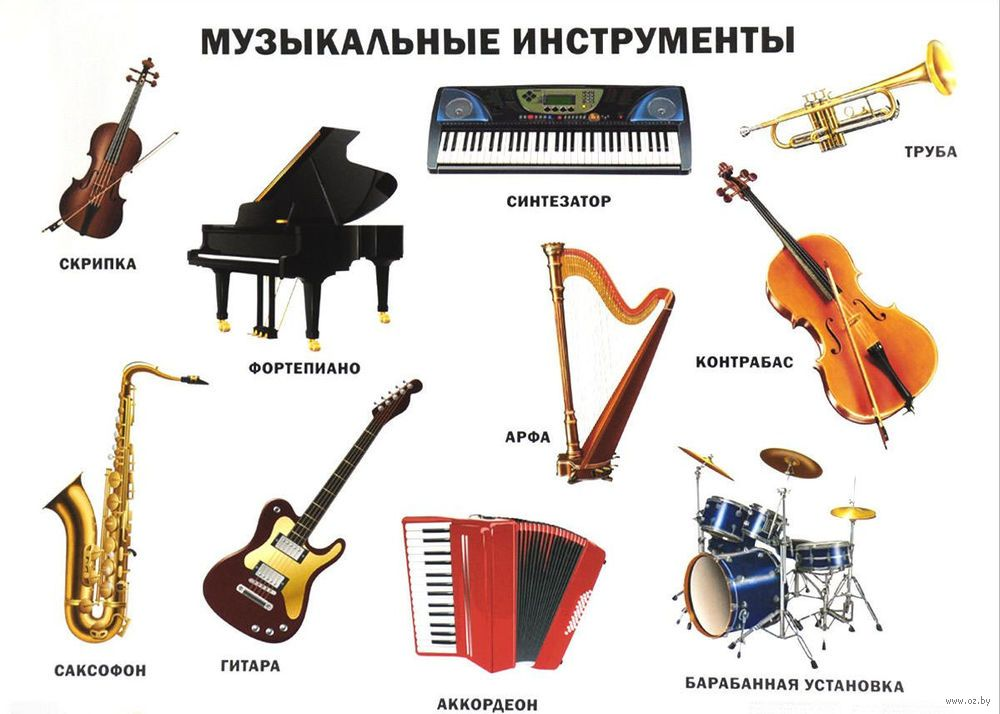 МУЗЫКАЛЬНЫЕ ИНСТРУМЕНТЫ
ТРУБА
СИНТЕЗАТОР
СКРИПКА
КОНТРАБАС
ФОРТЕПИАНО
АРФА
ГИТАРА
САКСОФОН
БАРАБАННАЯ УСТАНОВКА
АККОРДЕОН
www.oz.by